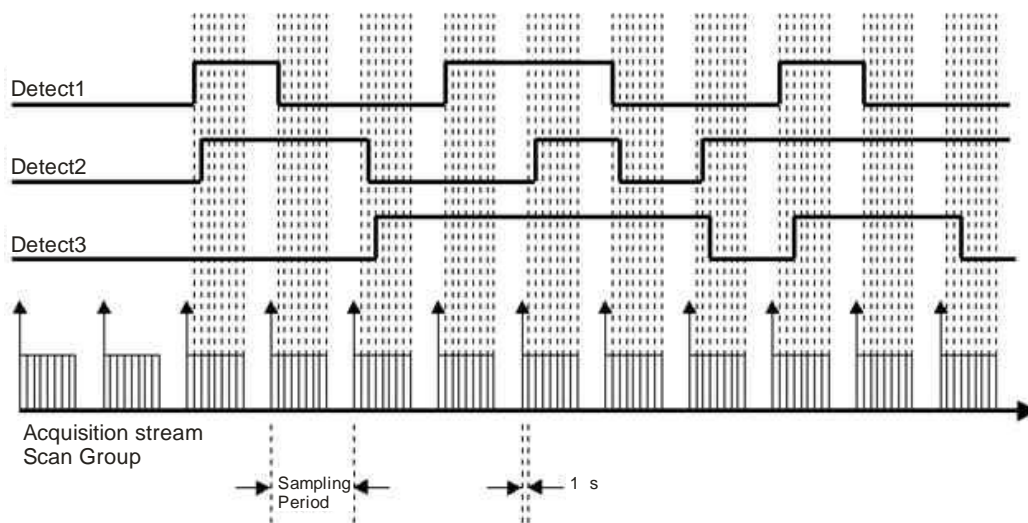 Detect1
Detect2
Detect3
Acquisition stream
Scan Group
Sampling
Period
1 s